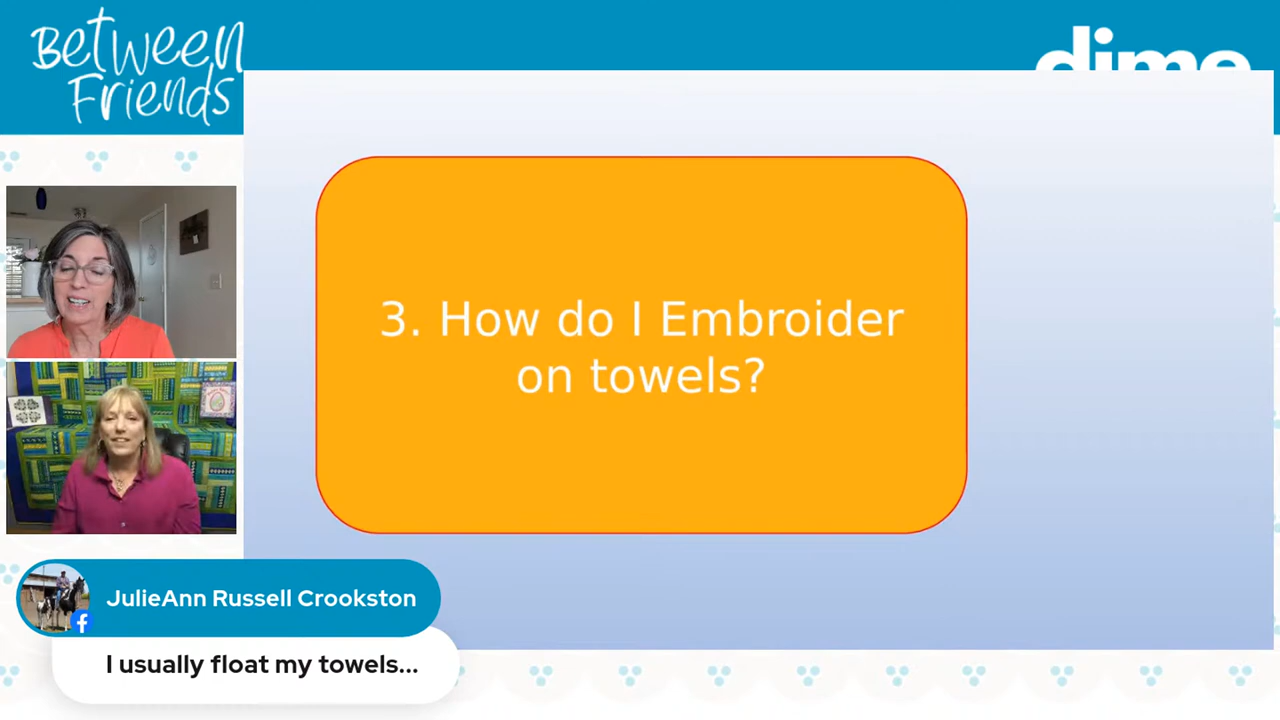 Between
Friends
dime
3. How do I Embroider
on towels?
JulieAnn Russell Crookston
I usually float my towels...